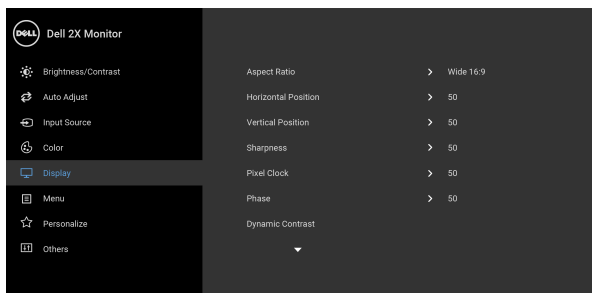 DELL Dell 2X Monitor
Brightness/Contrast
Auto Adjust
Input Source
Color
Display
Menu
Personalize
Others
Aspect Ratio Wide 16:9
Horizontal Position 50
Vertical Position 50
Sharpness 50
Pixel Clock 50
Phase 50
Dynamic Contrast